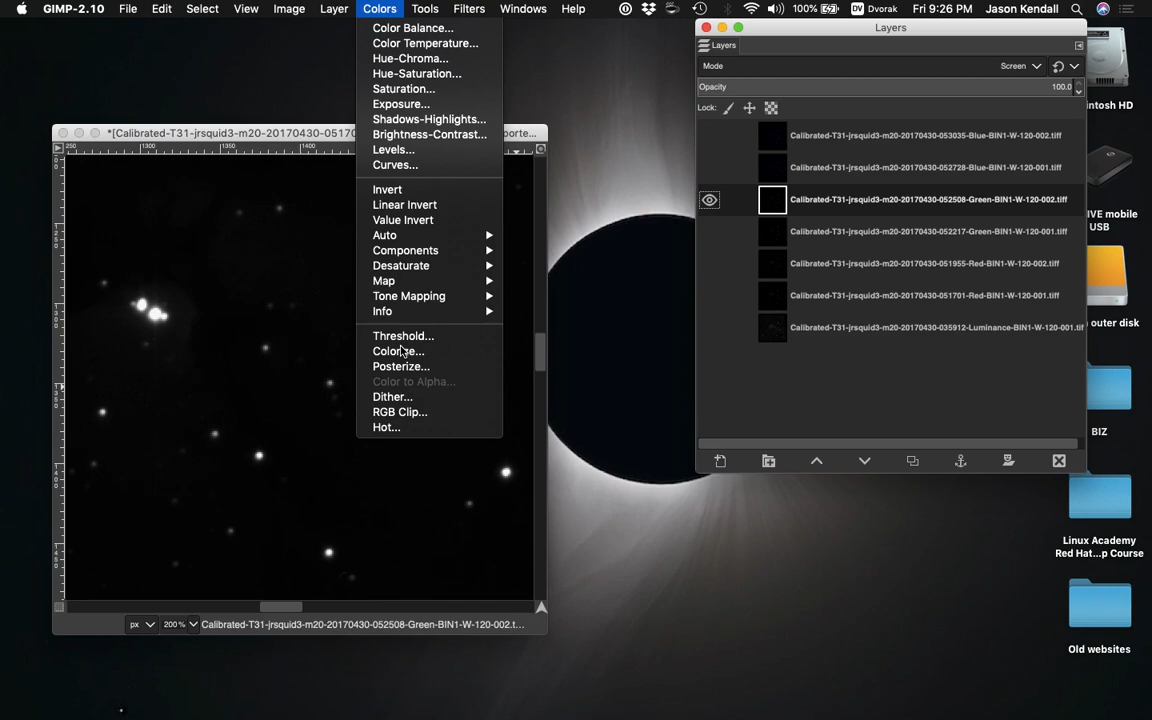 GIMP-2.10 File Edit Select View Image Layer Colors Tools Filters Windows Help 100% DV Dvorak Fri 9:26 PM Jason Kendall
*[Calibrated-T31-jrsquid3-m20-20170430-05170
porte...
250 1300 1350 1400
Color Balance...
Color Temperature...
Hue-Chroma...
Hue-Saturation...
Saturation...
Exposure...
Shadows-Highlights...
Brightness-Contrast...
Levels...
Curves...
Invert
Linear Invert
Value Invert
Auto
Components
Desaturate
Map
Tone Mapping
Info
Threshold...
Colorize...
Posterize...
Color to Alpha...
Dither...
RGB Clip...
Hot...
px 200% Calibrated-T31-jrsquid3-m20-20170430-052508-Green-BIN1-W-120-002.t...
Layers
Layers
Mode Screen
Opacity 100.0
Lock:
Calibrated-T31-jrsquid3-m20-20170430-053035-Blue-BIN1-W-120-002.tiff
Calibrated-T31-jrsquid3-m20-20170430-052728-Blue-BIN1-W-120-001.tiff
Calibrated-T31-jrsquid3-m20-20170430-052508-Green-BIN1-W-120-002.tiff
Calibrated-T31-jrsquid3-m20-20170430-052217-Green-BIN1-W-120-001.tiff
Calibrated-T31-jrsquid3-m20-20170430-051955-Red-BIN1-W-120-002.tiff
Calibrated-T31-jrsquid3-m20-20170430-051701-Red-BIN1-W-120-001.tiff
Calibrated-T31-jrsquid3-m20-20170430-035912-Luminance-BIN1-W-120-001.tif
intosh HD
IVE mobile
USB
outer disk
BIZ
Linux Academy
Red Hat...p Course
Old websites